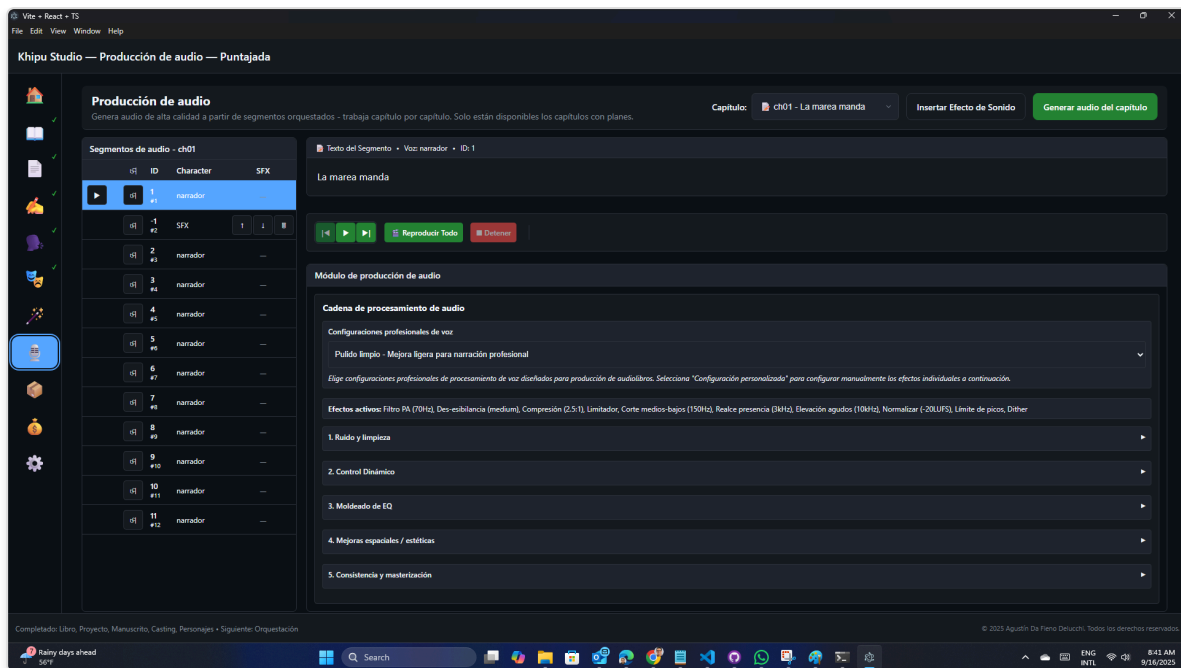 Vite + React + TS
File Edit View Window Help
Khipu Studio — Producción de audio — Puntajada
Producción de audio
Genera audio de alta calidad a partir de segmentos orquestados - trabaja capítulo por capítulo. Solo están disponibles los capítulos con planes.
Capítulo: ch01 - La marea manda
Insertar Efecto de Sonido
Generar audio del capítulo
Segmentos de audio - ch01
ID Character SFX
1 narrador
#1
-1 SFX ↑ ↓
#2
2 narrador —
#3
3 narrador —
#4
4 narrador —
#5
5 narrador —
#6
6 narrador —
#7
7 narrador —
#8
8 narrador —
#9
9 narrador —
#10
10 narrador —
#11
11 narrador —
#12
Texto del Segmento • Voz: narrador • ID: 1
La marea manda
Reproducir Todo
Detener
Módulo de producción de audio
Cadena de procesamiento de audio
Configuraciones profesionales de voz
Pulido limpio - Mejora ligera para narración profesional
Elige configuraciones profesionales de procesamiento de voz diseñados para producción de audiolibros. Selecciona "Configuración personalizada" para configurar manualmente los efectos individuales a continuación.
Efectos activos: Filtro PA (70Hz), Des-esibilancia (medium), Compresión (2.5:1), Limitador, Corte medios-bajos (150Hz), Realce presencia (3kHz), Elevación agudos (10kHz), Normalizar (-20LUFS), Límite de picos, Dither
1. Ruido y limpieza
2. Control Dinámico
3. Moldeado de EQ
4. Mejoras espaciales / estéticas
5. Consistencia y masterización
Completado: Libro, Proyecto, Manuscrito, Casting, Personajes • Siguiente: Orquestación
© 2025 Agustín Da Fieno Delucchi. Todos los derechos reservados.
7
Rainy days ahead
56°F
Search
ENG
INTL
8:41 AM
9/16/2025